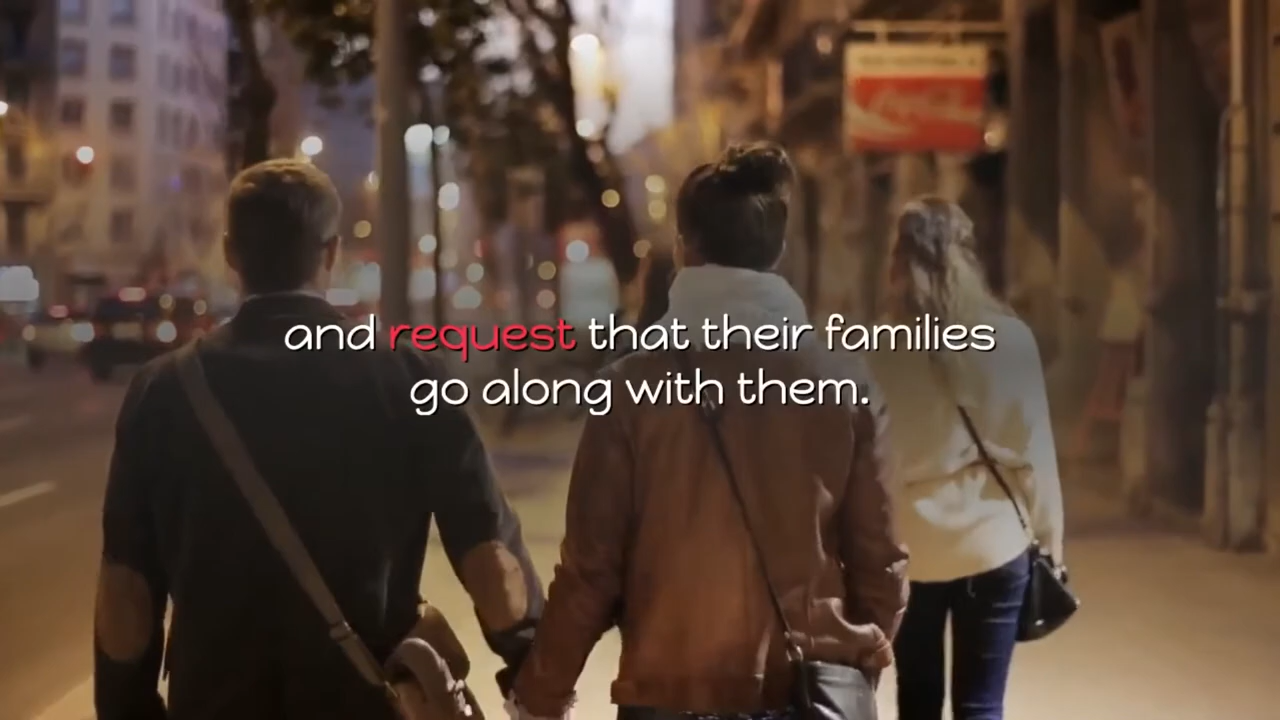 and request that their families
go along with them.